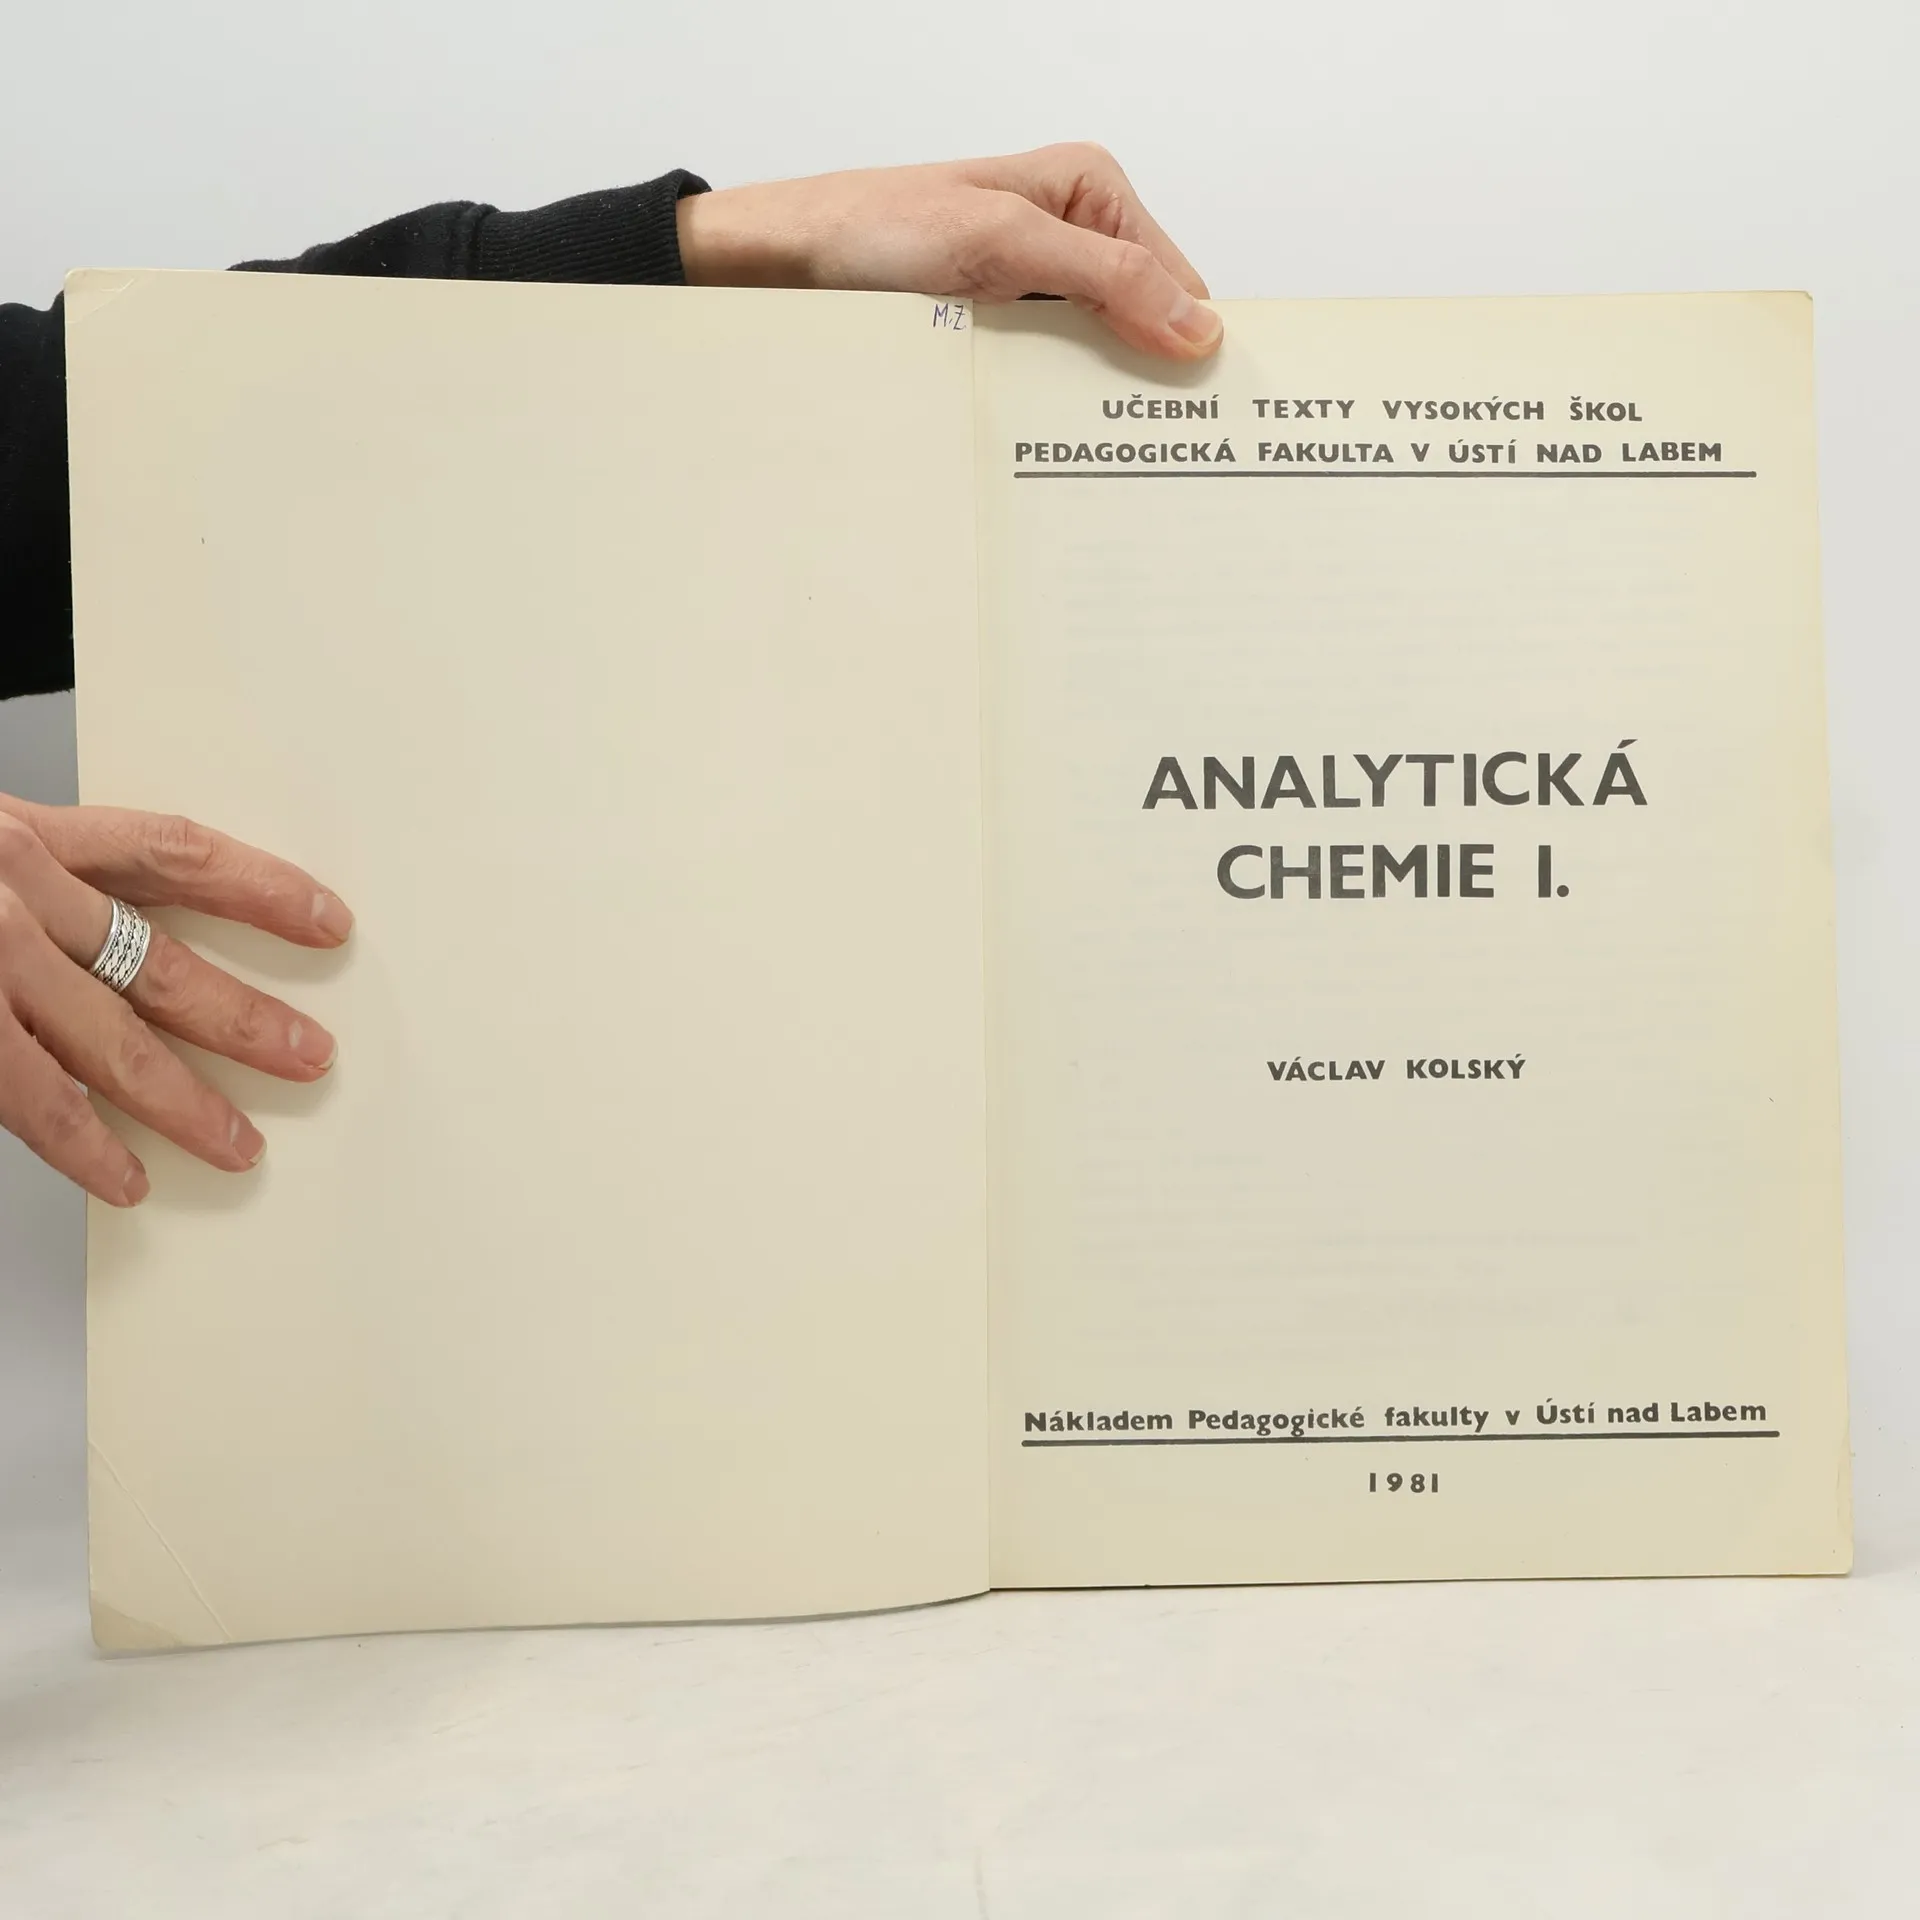 M.Z.
UČEBNÍ TEXTY VYSOKÝCH ŠKOL
PEDAGOGICKÁ FAKULTA V ÚSTÍ NAD LABEM
ANALYTICKÁ
CHEMIE I.
VÁCLAV KOLSKÝ
Nákladem Pedagogické fakulty v Ústí nad Labem
1981